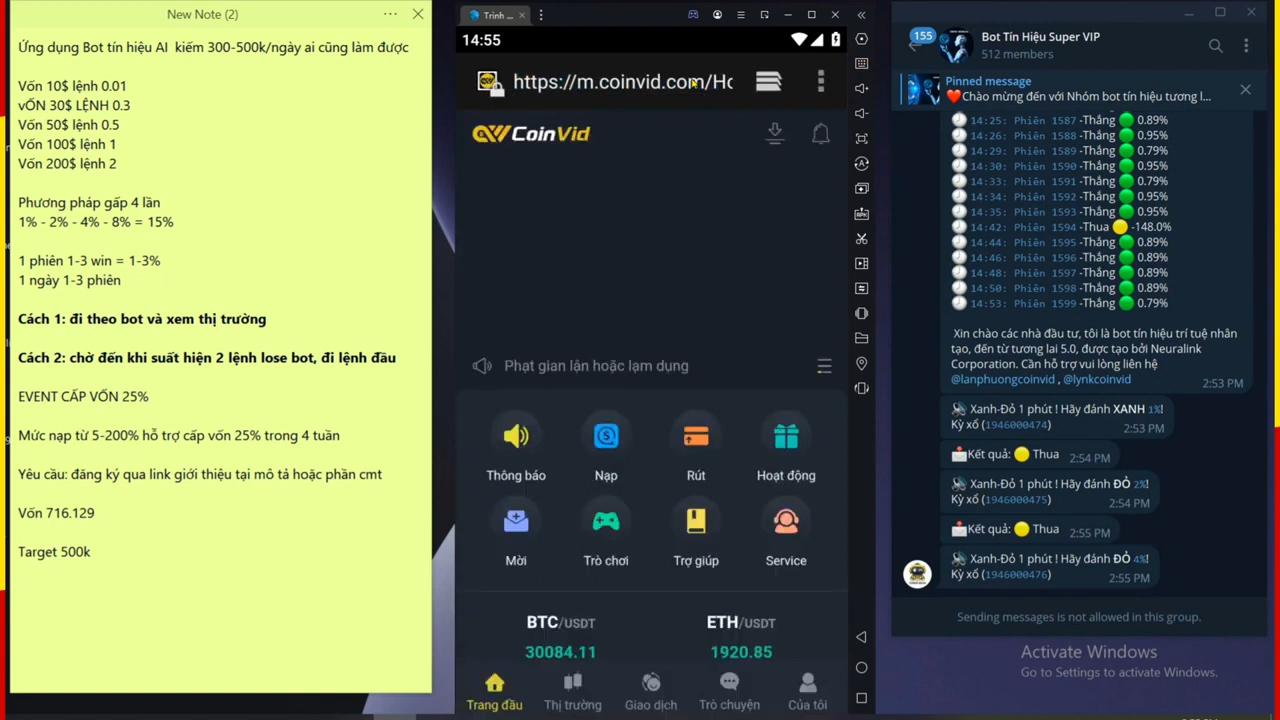 New Note (2)
Ứng dụng Bot tín hiệu AI kiếm 300-500k/ngày ai cũng làm được
Vốn 10$ lệnh 0.01
vỐN 30$ LỆNH 0.3
Vốn 50$ lệnh 0.5
Vốn 100$ lệnh 1
Vốn 200$ lệnh 2
Phương pháp gấp 4 lần
1% - 2% - 4% - 8% = 15%
1 phiên 1-3 win = 1-3%
1 ngày 1-3 phiên
Cách 1: đi theo bot và xem thị trường
Cách 2: chờ đến khi suất hiện 2 lệnh lose bot, đi lệnh đầu
EVENT CẤP VỐN 25%
Mức nạp từ 5-200% hỗ trợ cấp vốn 25% trong 4 tuần
Yêu cầu: đăng ký qua link giới thiệu tại mô tả hoặc phần cmt
Vốn 716.129
Target 500k
Trình ...
14:55
https://m.coinvid.com/Hc
CoinVid
Phạt gian lận hoặc lạm dụng
Thông báo
Nạp
Rút
Hoạt động
Mời
Trò chơi
Trợ giúp
Service
BTC/USDT
ETH/USDT
30084.11
1920.85
Trang đầu
Thị trường
Giao dịch
Trò chuyện
Của tôi
155
Bot Tín Hiệu Super VIP
512 members
Pinned message
❤️Chào mừng đến với Nhóm bot tín hiệu tương l...
14:25: Phiên 1587 -Thắng 🟢 0.89%
14:26: Phiên 1588 -Thắng 🟢 0.95%
14:29: Phiên 1589 -Thắng 🟢 0.79%
14:30: Phiên 1590 -Thắng 🟢 0.95%
14:33: Phiên 1591 -Thắng 🟢 0.79%
14:34: Phiên 1592 -Thắng 🟢 0.95%
14:35: Phiên 1593 -Thắng 🟢 0.95%
14:42: Phiên 1594 -Thua 🟡 -148.0%
14:44: Phiên 1595 -Thắng 🟢 0.89%
14:46: Phiên 1596 -Thắng 🟢 0.89%
14:48: Phiên 1597 -Thắng 🟢 0.89%
14:50: Phiên 1598 -Thắng 🟢 0.89%
14:53: Phiên 1599 -Thắng 🟢 0.79%
Xin chào các nhà đầu tư, tôi là bot tín hiệu trí tuệ nhân
tạo, đến từ tương lai 5.0, được tạo bởi Neuralink
Corporation. Cần hỗ trợ vui lòng liên hệ
@lanphuongcoinvid , @lynkcoinvid
2:53 PM
Xanh-Đỏ 1 phút ! Hãy đánh XANH 1%!
Kỳ xổ (1946000474)
2:53 PM
Kết quả: 🟡 Thua
2:54 PM
Xanh-Đỏ 1 phút ! Hãy đánh ĐỎ 2%!
Kỳ xổ (1946000475)
2:54 PM
Kết quả: 🟡 Thua
2:55 PM
Xanh-Đỏ 1 phút ! Hãy đánh ĐỎ 4%!
Kỳ xổ (1946000476)
2:55 PM
Sending messages is not allowed in this group.
Activate Windows
Go to Settings to activate Windows.